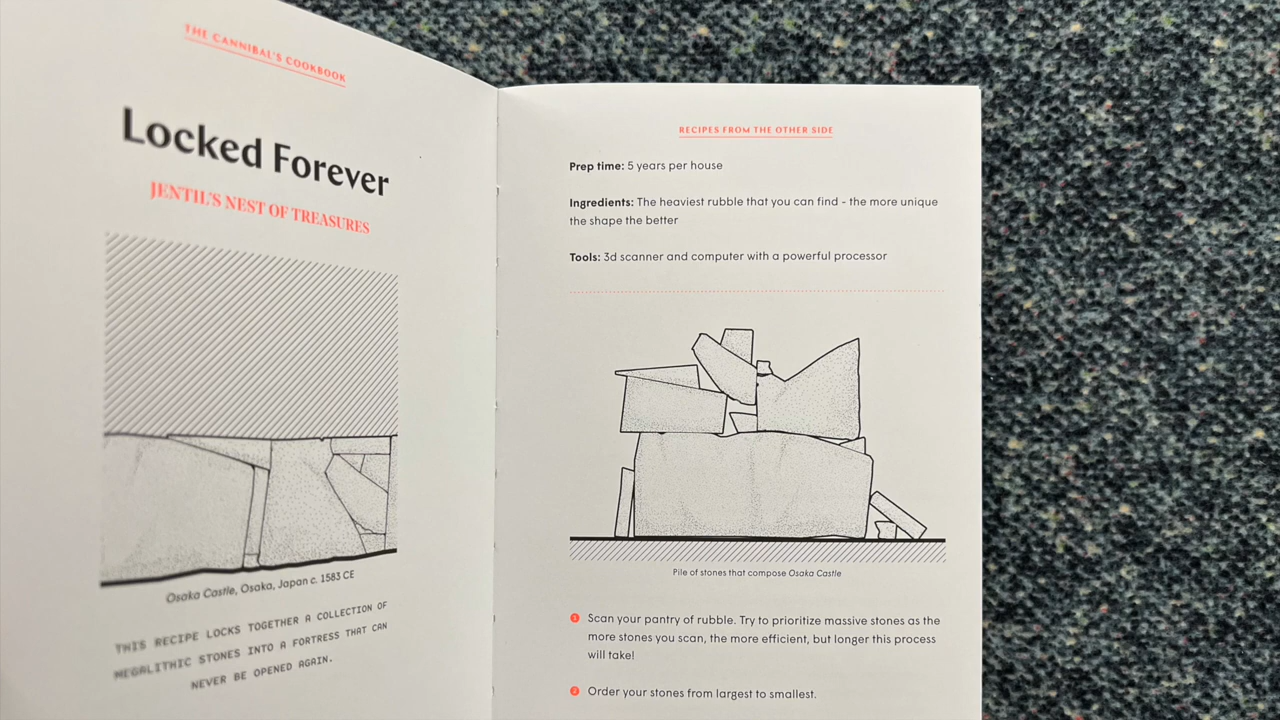 THE CANNIBAL'S COOKBOOK
Locked Forever
JENTIL'S NEST OF TREASURES
Osaka Castle, Osaka, Japan c. 1583 CE
THIS RECIPE LOCKS TOGETHER A COLLECTION OF
MEGALITHIC STONES INTO A FORTRESS THAT CAN
NEVER BE OPENED AGAIN.
RECIPES FROM THE OTHER SIDE
Prep time: 5 years per house
Ingredients: The heaviest rubble that you can find - the more unique
the shape the better
Tools: 3d scanner and computer with a powerful processor
Pile of stones that compose Osaka Castle
1 Scan your pantry of rubble. Try to prioritize massive stones as the
more stones you scan, the more efficient, but longer this process
will take!
2 Order your stones from largest to smallest.